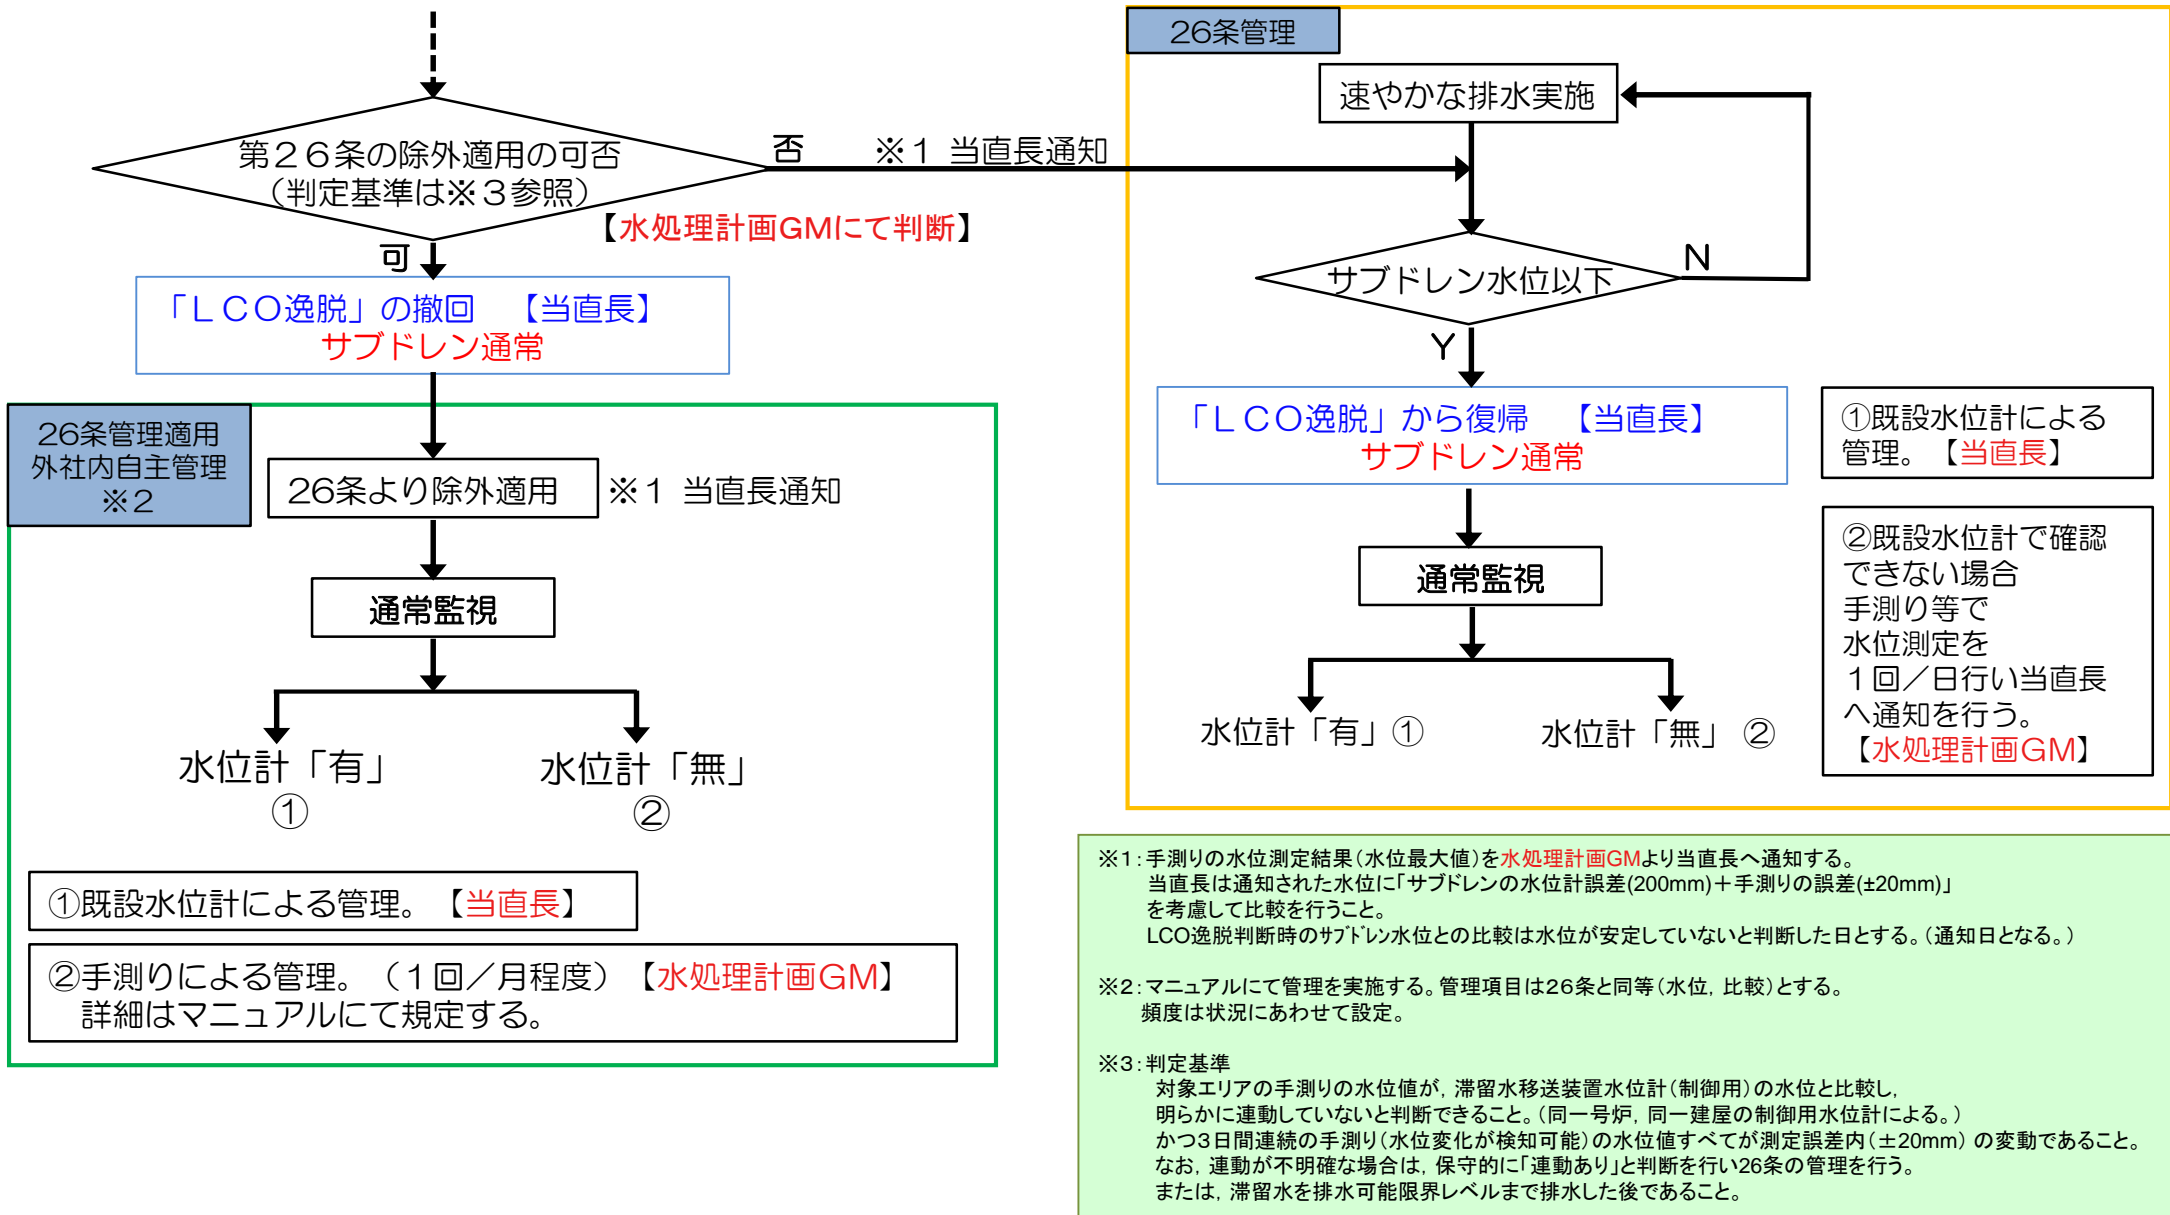 第２６条の除外適用の可否
（判定基準は※３参照）
否
※１ 当直長通知
【水処理計画GMにて判断】
可
「ＬＣＯ逸脱」の撤回　【当直長】
サブドレン通常
26条管理適用
外社内自主管理
※２
26条より除外適用
※１ 当直長通知
通常監視
水位計「有」
①
水位計「無」
②
①既設水位計による管理。【当直長】
②手測りによる管理。（１回／月程度）【水処理計画GM】
詳細はマニュアルにて規定する。
26条管理
速やかな排水実施
サブドレン水位以下
N
Y
「ＬＣＯ逸脱」から復帰　【当直長】
サブドレン通常
通常監視
水位計「有」①
水位計「無」②
①既設水位計による
管理。【当直長】
②既設水位計で確認
できない場合
手測り等で
水位測定を
１回／日行い当直長
へ通知を行う。
【水処理計画GM】
※1：手測りの水位測定結果（水位最大値）を水処理計画GMより当直長へ通知する。
当直長は通知された水位に「サブドレンの水位計誤差(200mm)＋手測りの誤差(±20mm)」
を考慮して比較を行うこと。
LCO逸脱判断時のｻﾌﾞﾄﾞﾚﾝ水位との比較は水位が安定していないと判断した日とする。（通知日となる。）
※2：マニュアルにて管理を実施する。管理項目は26条と同等（水位，比較）とする。
頻度は状況にあわせて設定。
※3：判定基準
対象エリアの手測りの水位値が，滞留水移送装置水位計（制御用）の水位と比較し，
明らかに連動していないと判断できること。（同一号炉，同一建屋の制御用水位計による。）
かつ3日間連続の手測り（水位変化が検知可能）の水位値すべてが測定誤差内（±20mm）の変動であること。
なお，連動が不明確な場合は，保守的に「連動あり」と判断を行い26条の管理を行う。
または，滞留水を排水可能限界レベルまで排水した後であること。